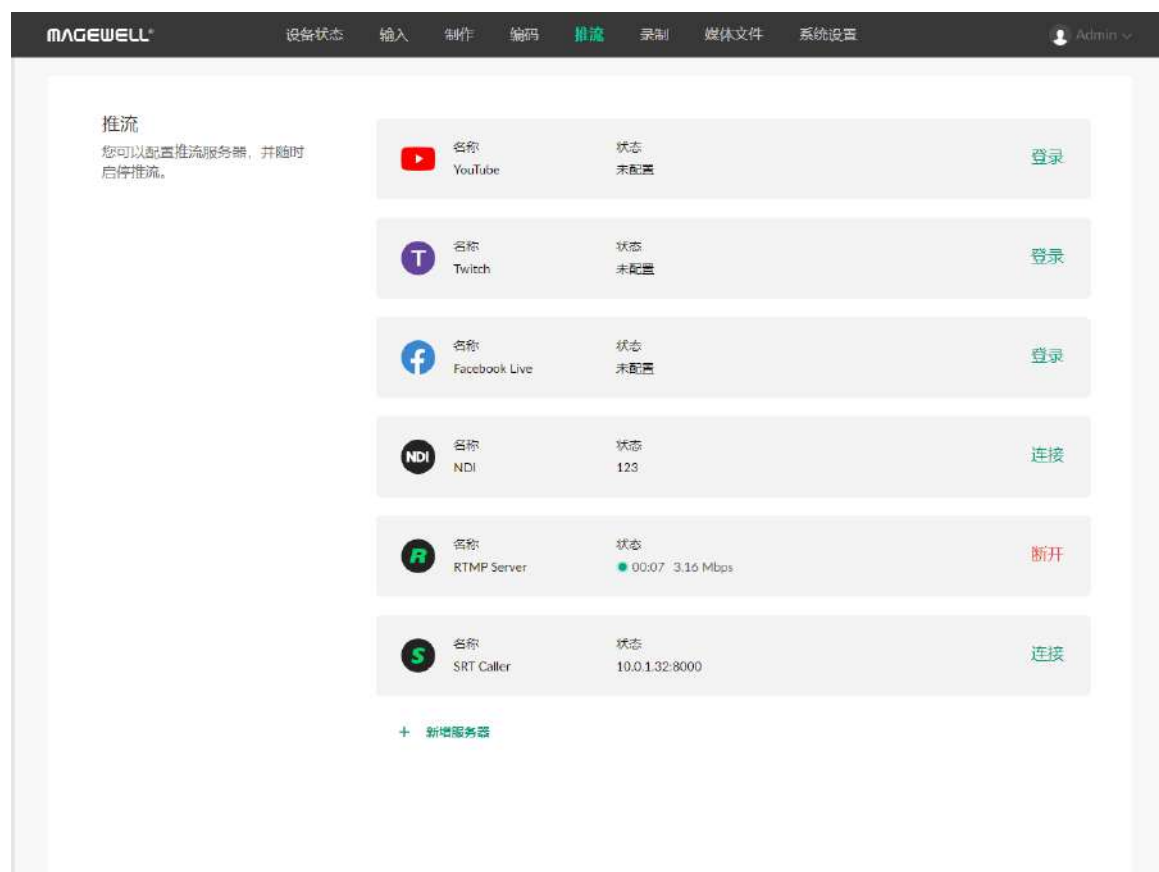 MAGEWELL®
设备状态 输入 制作 编码 推流 录制 媒体文件 系统设置 Admin
推流
您可以配置推流服务器，并随时
启停推流。
名称 状态
YouTube 未配置 登录
T
名称 状态
Twitch 未配置 登录
名称 状态
Facebook Live 未配置 登录
NDI
名称 状态
NDI 123 连接
R
名称 状态
RTMP Server 00:07 3.16 Mbps 断开
S
名称 状态
SRT Caller 10.0.1.32:8000 连接
+ 新增服务器